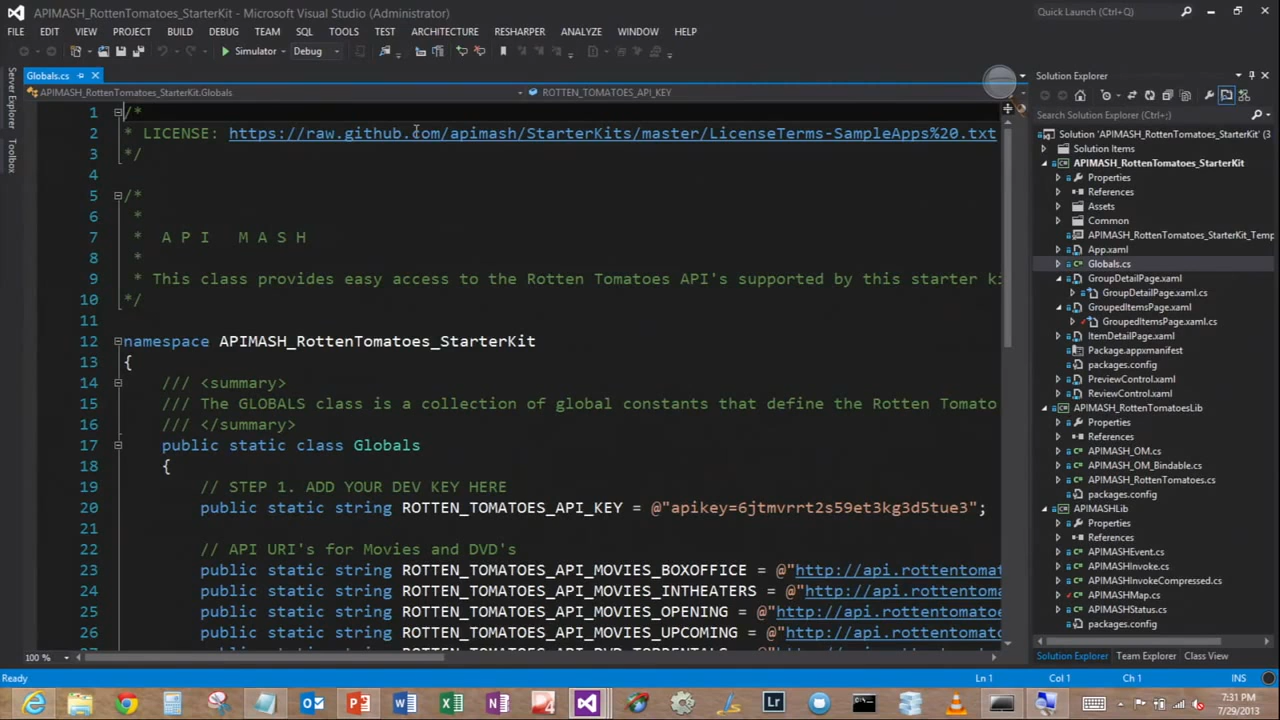 APIMASH_RottenTomatoes_StarterKit - Microsoft Visual Studio (Administrator)
Quick Launch (Ctrl+Q)
FILE EDIT VIEW PROJECT BUILD DEBUG TEAM SQL TOOLS TEST ARCHITECTURE RESHARPER ANALYZE WINDOW HELP
Simulator Debug
Server Explorer
Toolbox
Globals.cs
APIMASH_RottenTomatoes_StarterKit.Globals
ROTTEN_TOMATOES_API_KEY
1 /*
2 * LICENSE: https://raw.github.com/apimash/StarterKits/master/LicenseTerms-SampleApps%20.txt
3 */
4
5 /*
6 *
7 * A P I M A S H
8 *
9 * This class provides easy access to the Rotten Tomatoes API's supported by this starter ki
10 */
11
12 namespace APIMASH_RottenTomatoes_StarterKit
13 {
14 /// <summary>
15 /// The GLOBALS class is a collection of global constants that define the Rotten Tomato
16 /// </summary>
17 public static class Globals
18 {
19 // STEP 1. ADD YOUR DEV KEY HERE
20 public static string ROTTEN_TOMATOES_API_KEY = @"apikey=6jtmvrrt2s59et3kg3d5tue3";
21
22 // API URI's for Movies and DVD's
23 public static string ROTTEN_TOMATOES_API_MOVIES_BOXOFFICE = @"http://api.rottentomat
24 public static string ROTTEN_TOMATOES_API_MOVIES_INTHEATERS = @"http://api.rottentoma
25 public static string ROTTEN_TOMATOES_API_MOVIES_OPENING = @"http://api.rottentomatoe
26 public static string ROTTEN_TOMATOES_API_MOVIES_UPCOMING = @"http://api.rottentomato
100 %
Solution Explorer
Search Solution Explorer (Ctrl+;)
Solution 'APIMASH_RottenTomatoes_StarterKit'
Solution Items
APIMASH_RottenTomatoes_StarterKit
Properties
References
Assets
Common
APIMASH_RottenTomatoes_StarterKit_Temp
App.xaml
Globals.cs
GroupDetailPage.xaml
GroupDetailPage.xaml.cs
GroupedItemsPage.xaml
GroupedItemsPage.xaml.cs
ItemDetailPage.xaml
Package.appxmanifest
packages.config
PreviewControl.xaml
ReviewControl.xaml
APIMASH_RottenTomatoesLib
Properties
References
APIMASH_OM.cs
APIMASH_OM_Bindable.cs
APIMASH_RottenTomatoes.cs
packages.config
APIMASHLib
Properties
References
APIMASHEvent.cs
APIMASHInvoke.cs
APIMASHInvokeCompressed.cs
APIMASHMap.cs
APIMASHStatus.cs
packages.config
Solution Explorer Team Explorer Class View
Ready Ln 1 Col 1 Ch 1 INS
Lr
7:31 PM
7/29/2013